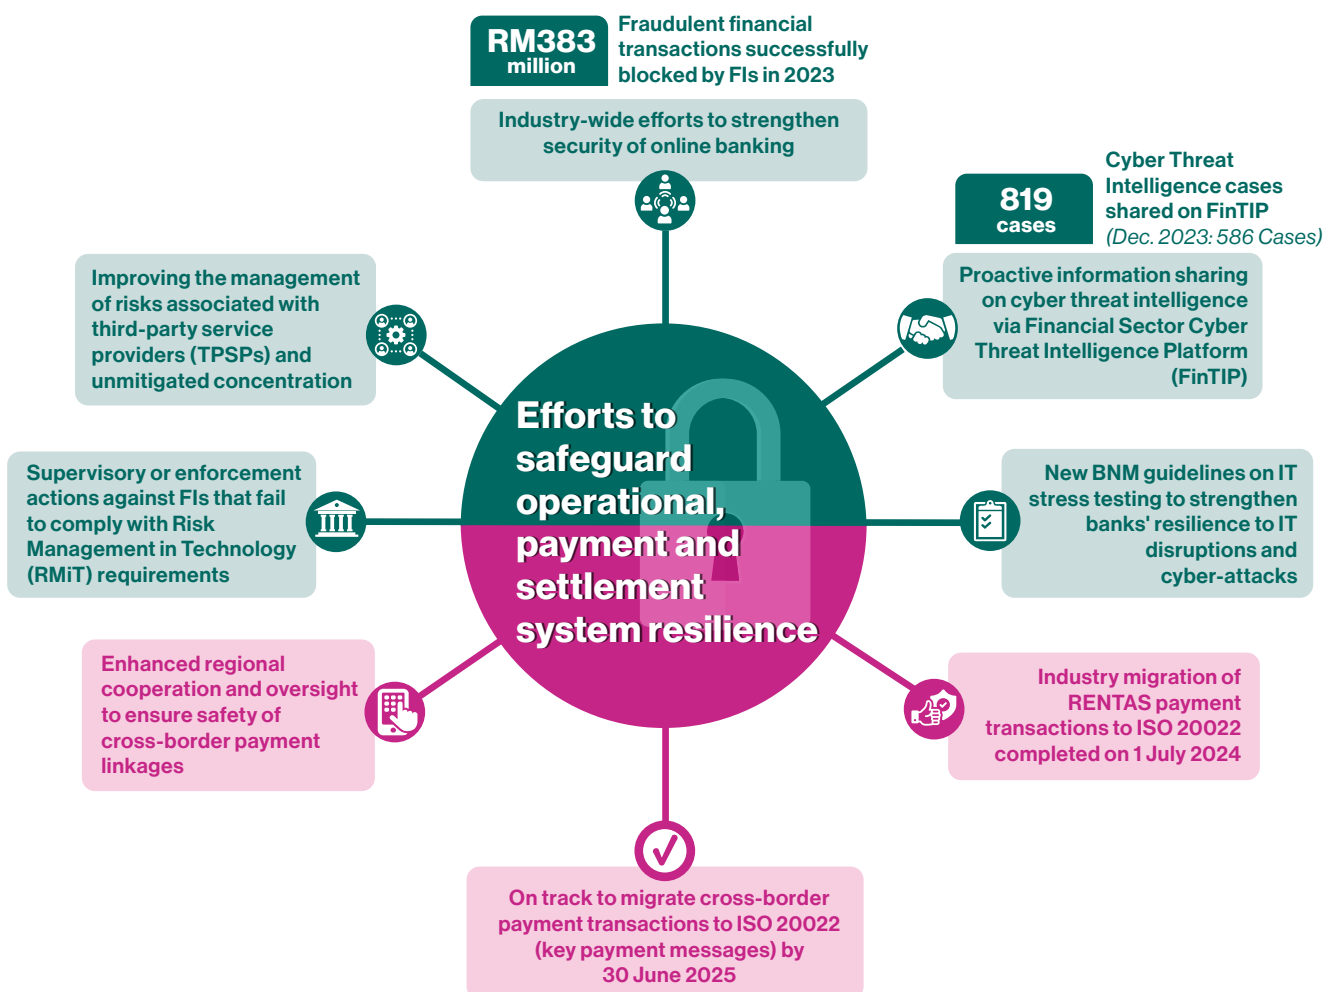 RM383
million
Fraudulent financial
transactions successfully
blocked by FIs in 2023
Industry-wide efforts to strengthen
security of online banking
819
cases
Cyber Threat
Intelligence cases
shared on FinTIP
(Dec. 2023: 586 Cases)
Proactive information sharing
on cyber threat intelligence
via Financial Sector Cyber
Threat Intelligence Platform
(FinTIP)
Improving the management
of risks associated with
third-party service
providers (TPSPs) and
unmitigated concentration
Efforts to
safeguard
operational,
payment and
settlement
system resilience
Supervisory or enforcement
actions against FIs that fail
to comply with Risk
Management in Technology
(RMiT) requirements
New BNM guidelines on IT
stress testing to strengthen
banks' resilience to IT
disruptions and
cyber-attacks
Enhanced regional
cooperation and oversight
to ensure safety of
cross-border payment
linkages
Industry migration of
RENTAS payment
transactions to ISO 20022
completed on 1 July 2024
On track to migrate cross-border
payment transactions to ISO 20022
(key payment messages) by
30 June 2025